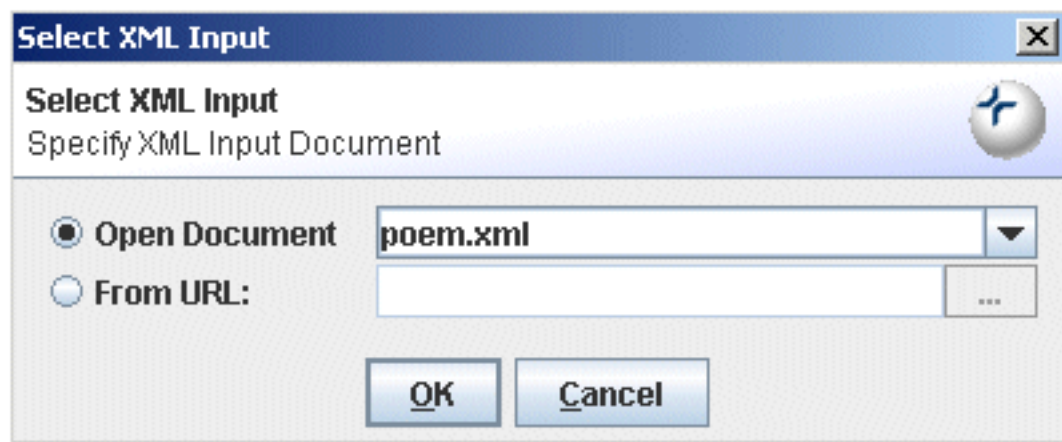 Select XML Input
Select XML Input
Specify XML Input Document
Open Document poem.xml
From URL: ...
OK Cancel